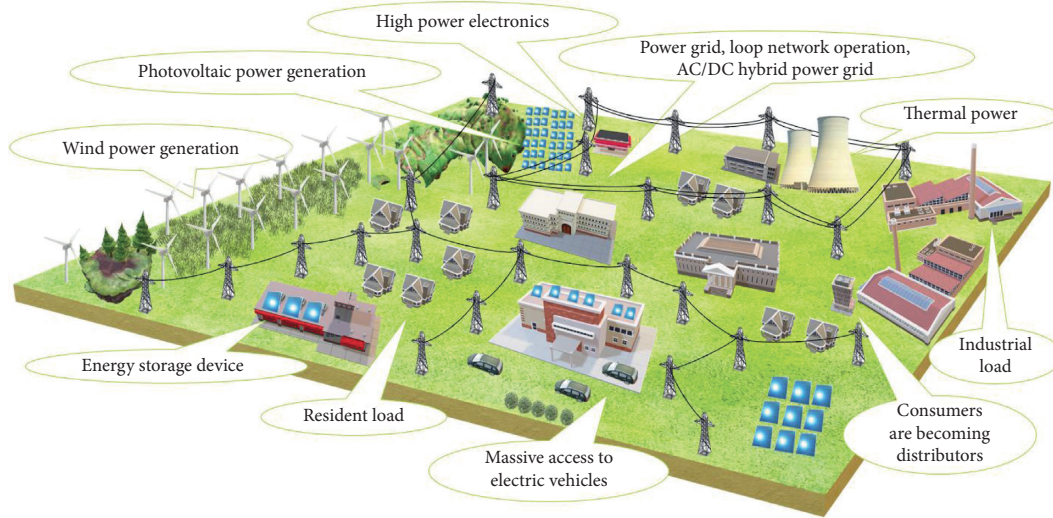 High power electronics
Power grid, loop network operation,
AC/DC hybrid power grid
Photovoltaic power generation
Thermal power
Wind power generation
Energy storage device
Industrial
load
Resident load
Consumers
are becoming
distributors
Massive access to
electric vehicles